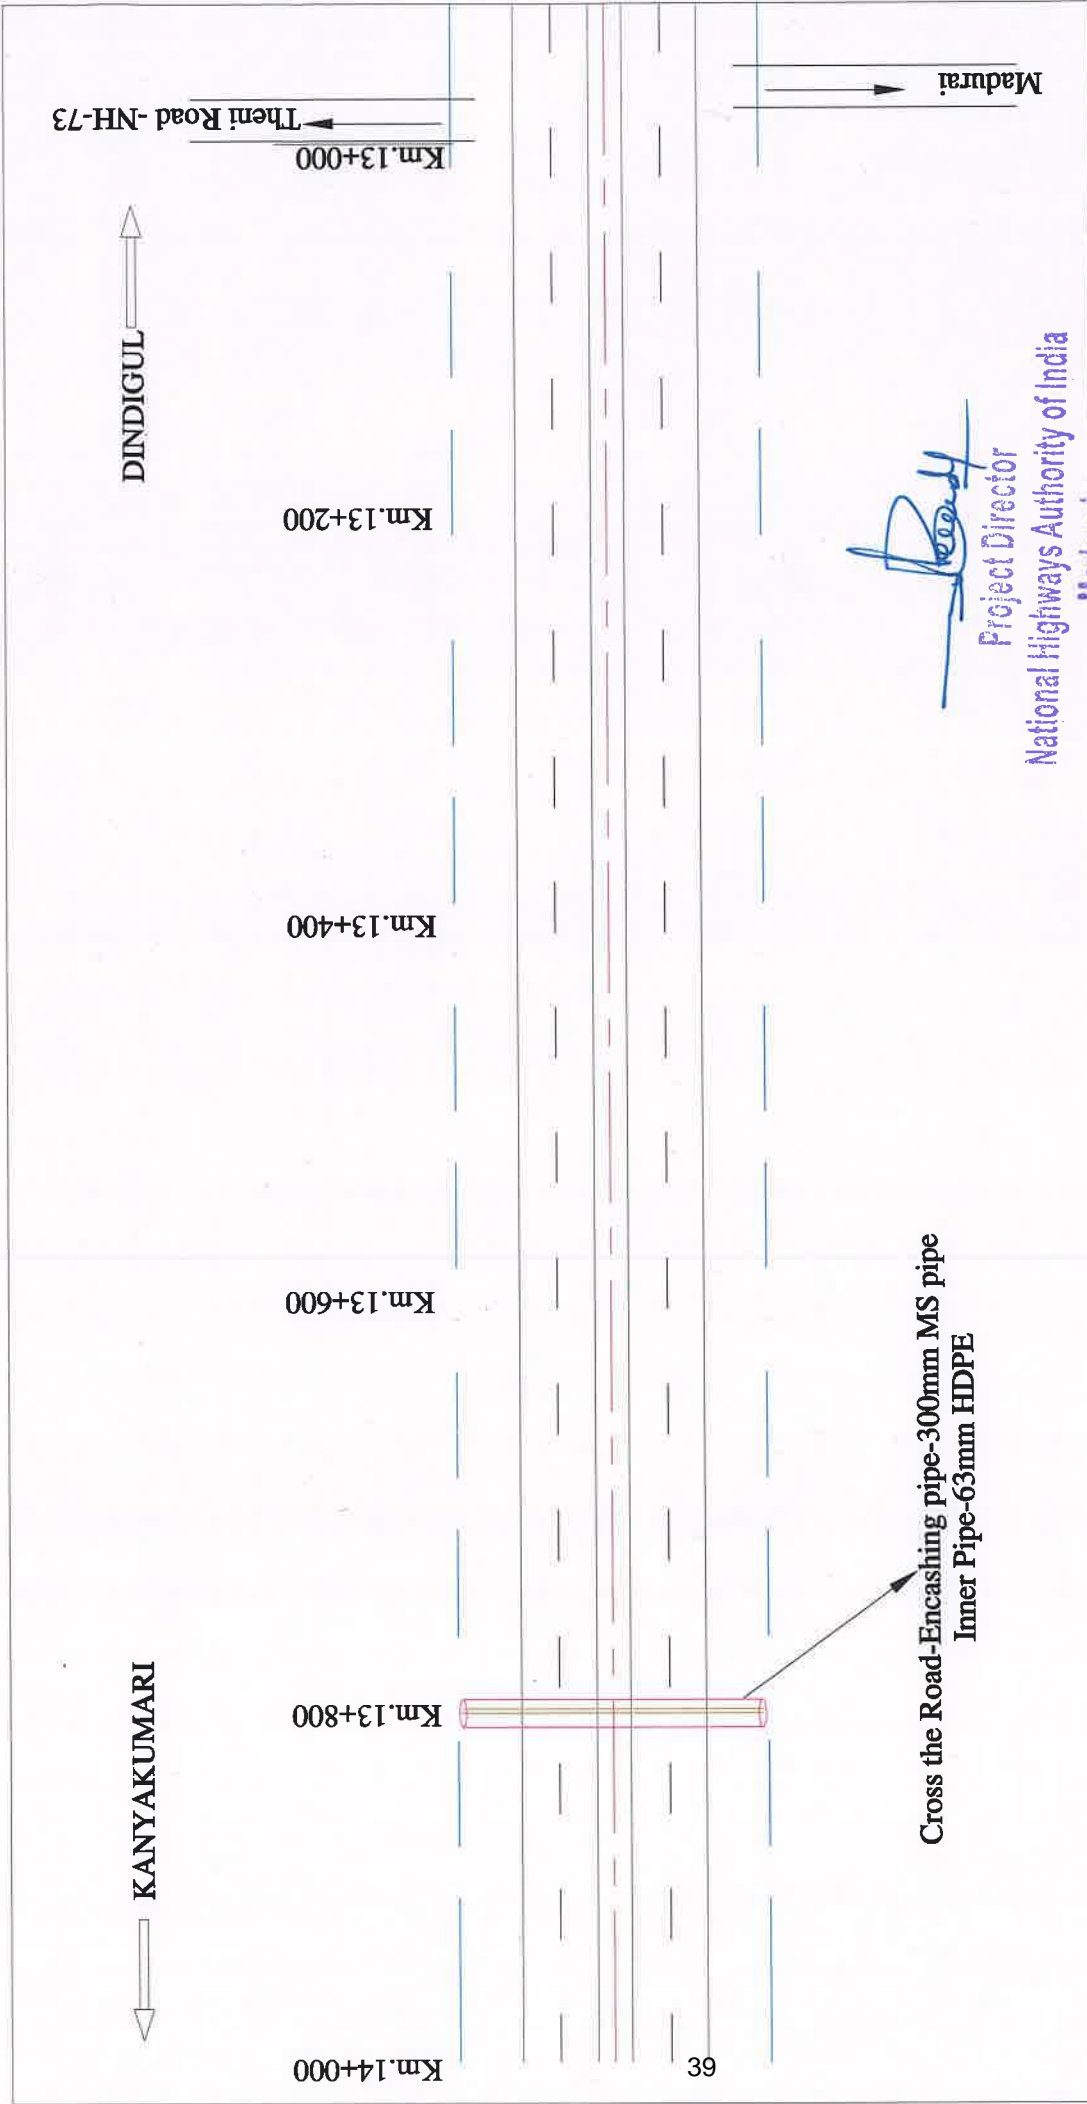 Theni Road -NH-73
Km.13+000
Madurai
DINDIGUL
Km.13+200
Km.13+400
Km.13+600
Km.13+800
Km.14+000
KANYAKUMARI
Cross the Road-Encashing pipe-300mm MS pipe
Inner Pipe-63mm HDPE
Project Director
National Highways Authority of India
39